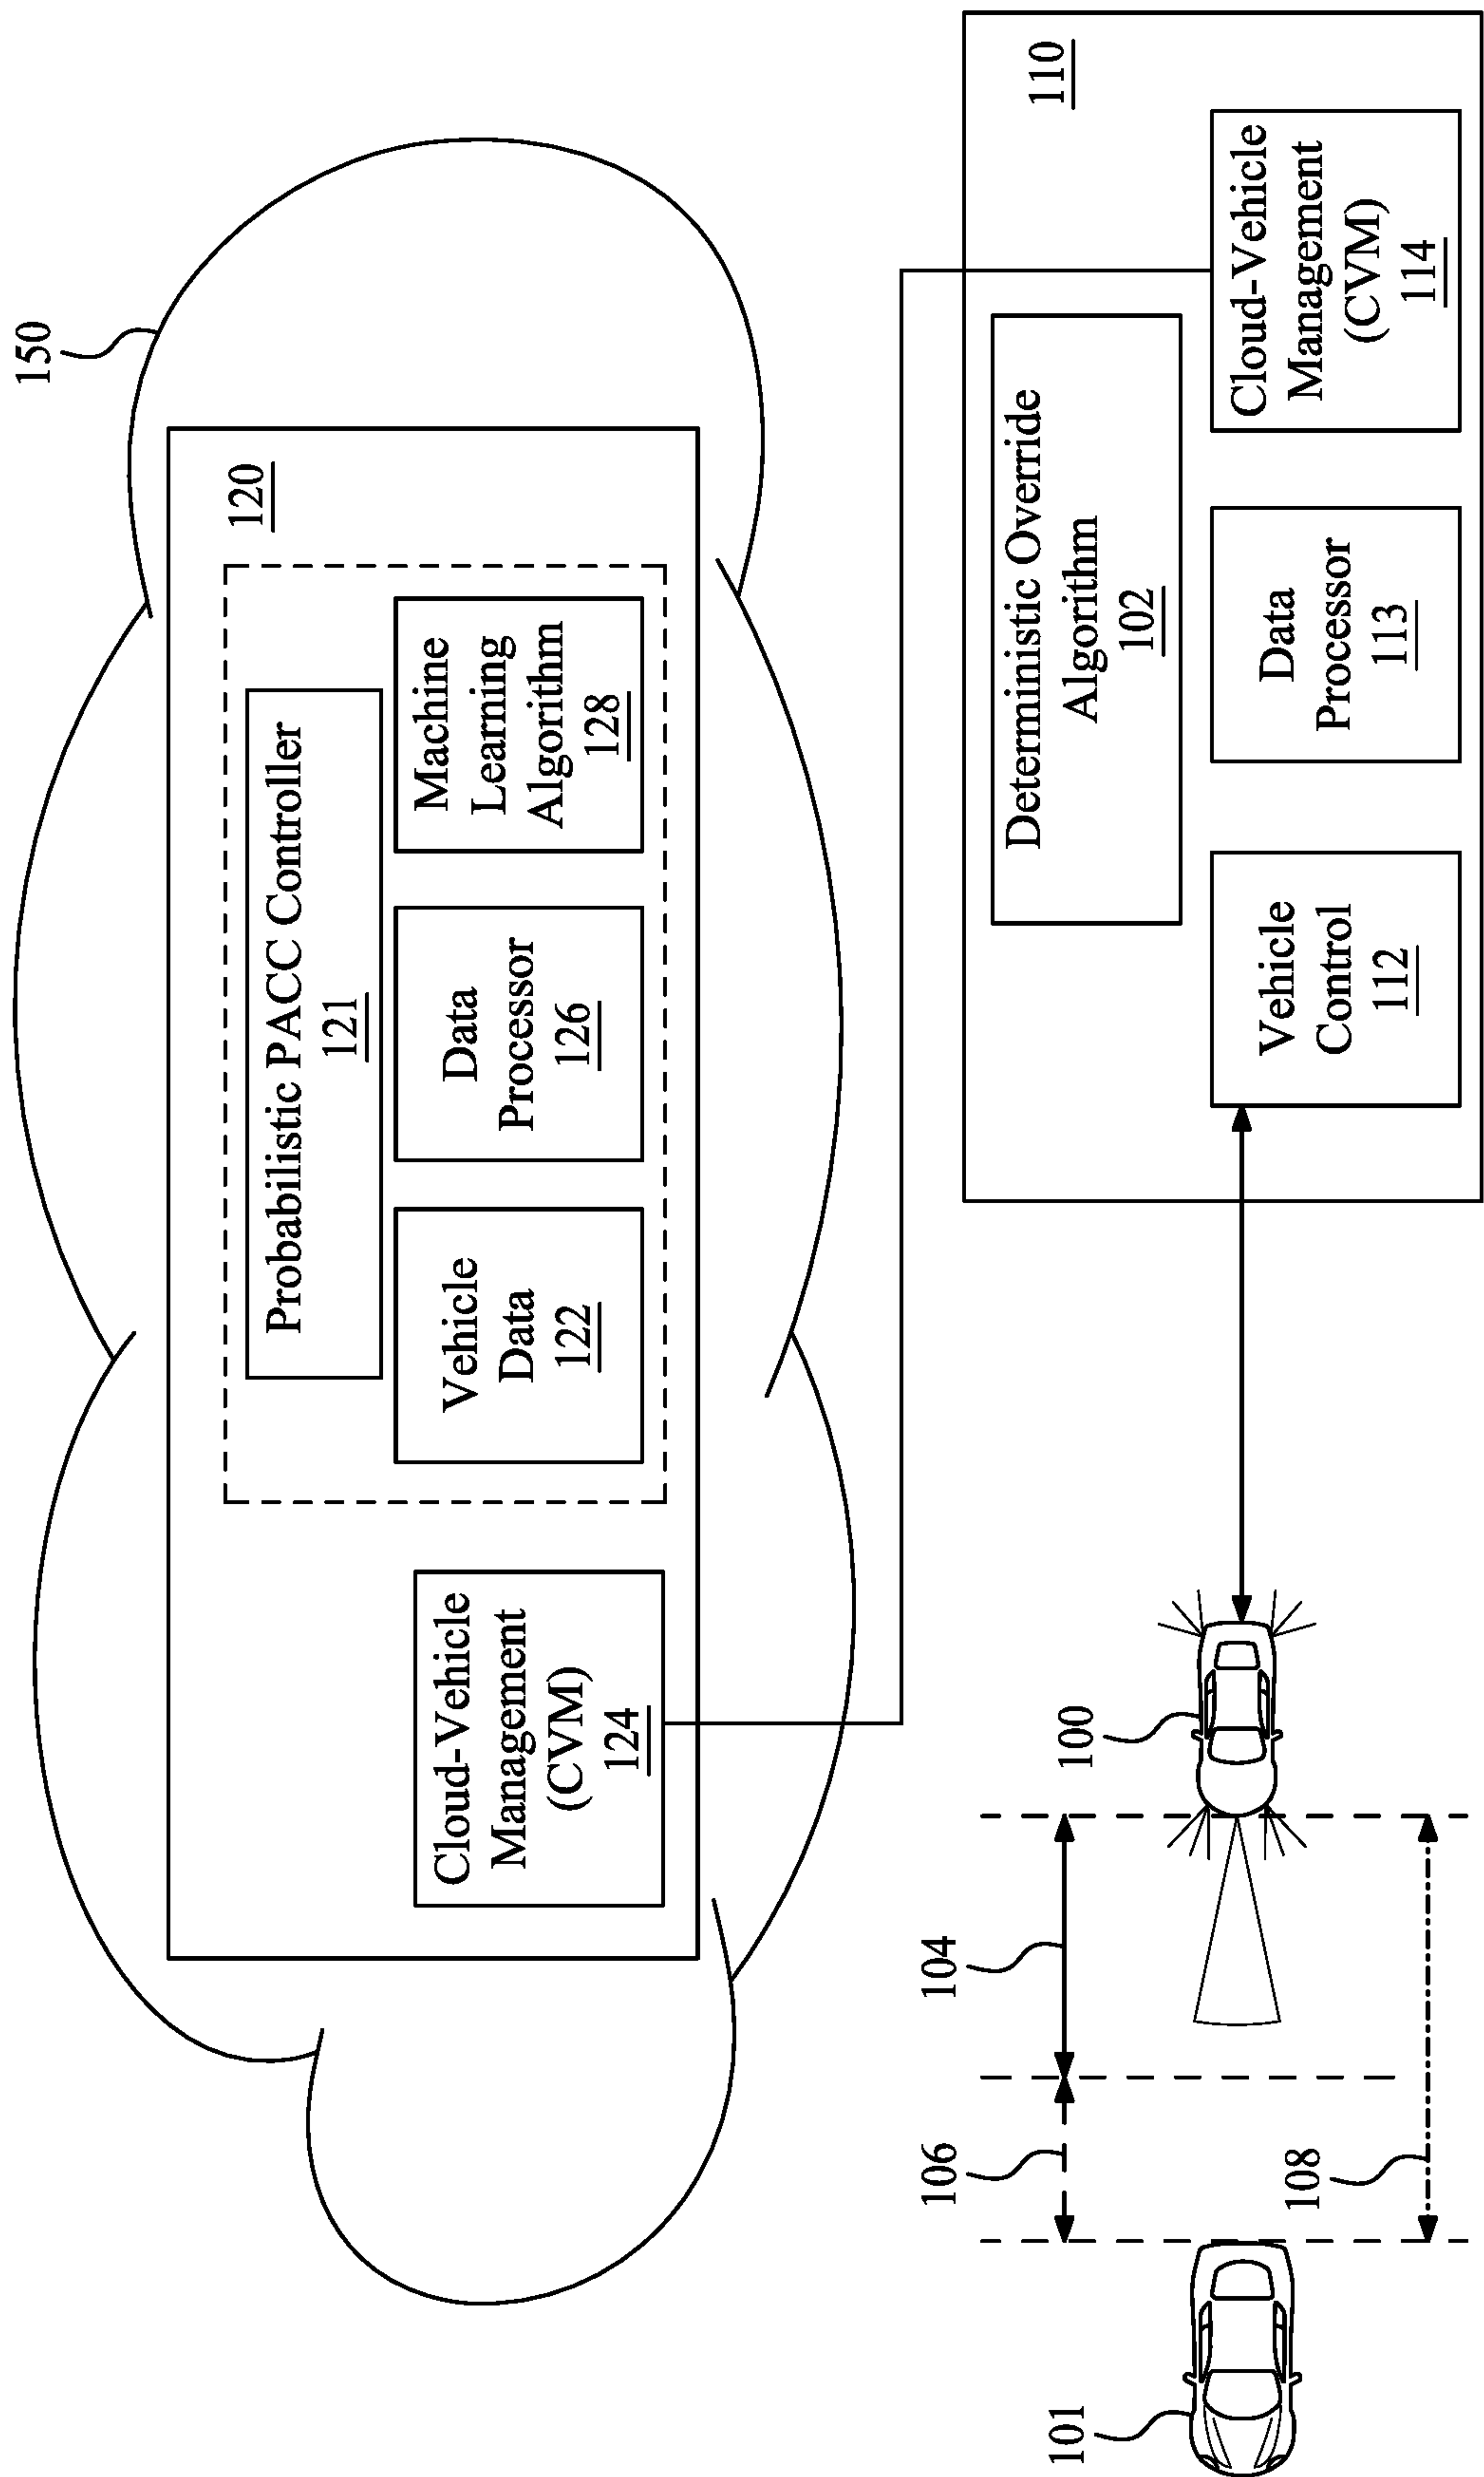 150
120
Probabilistic PACC Controller
121
Cloud-Vehicle
Management
(CVM)
124
Vehicle
Data
122
Data
Processor
126
Machine
Learning
Algorithm
128
110
Deterministic Override
Algorithm
102
Vehicle
Control
112
Data
Processor
113
Cloud-Vehicle
Management
(CVM)
114
101
106
104
100
108